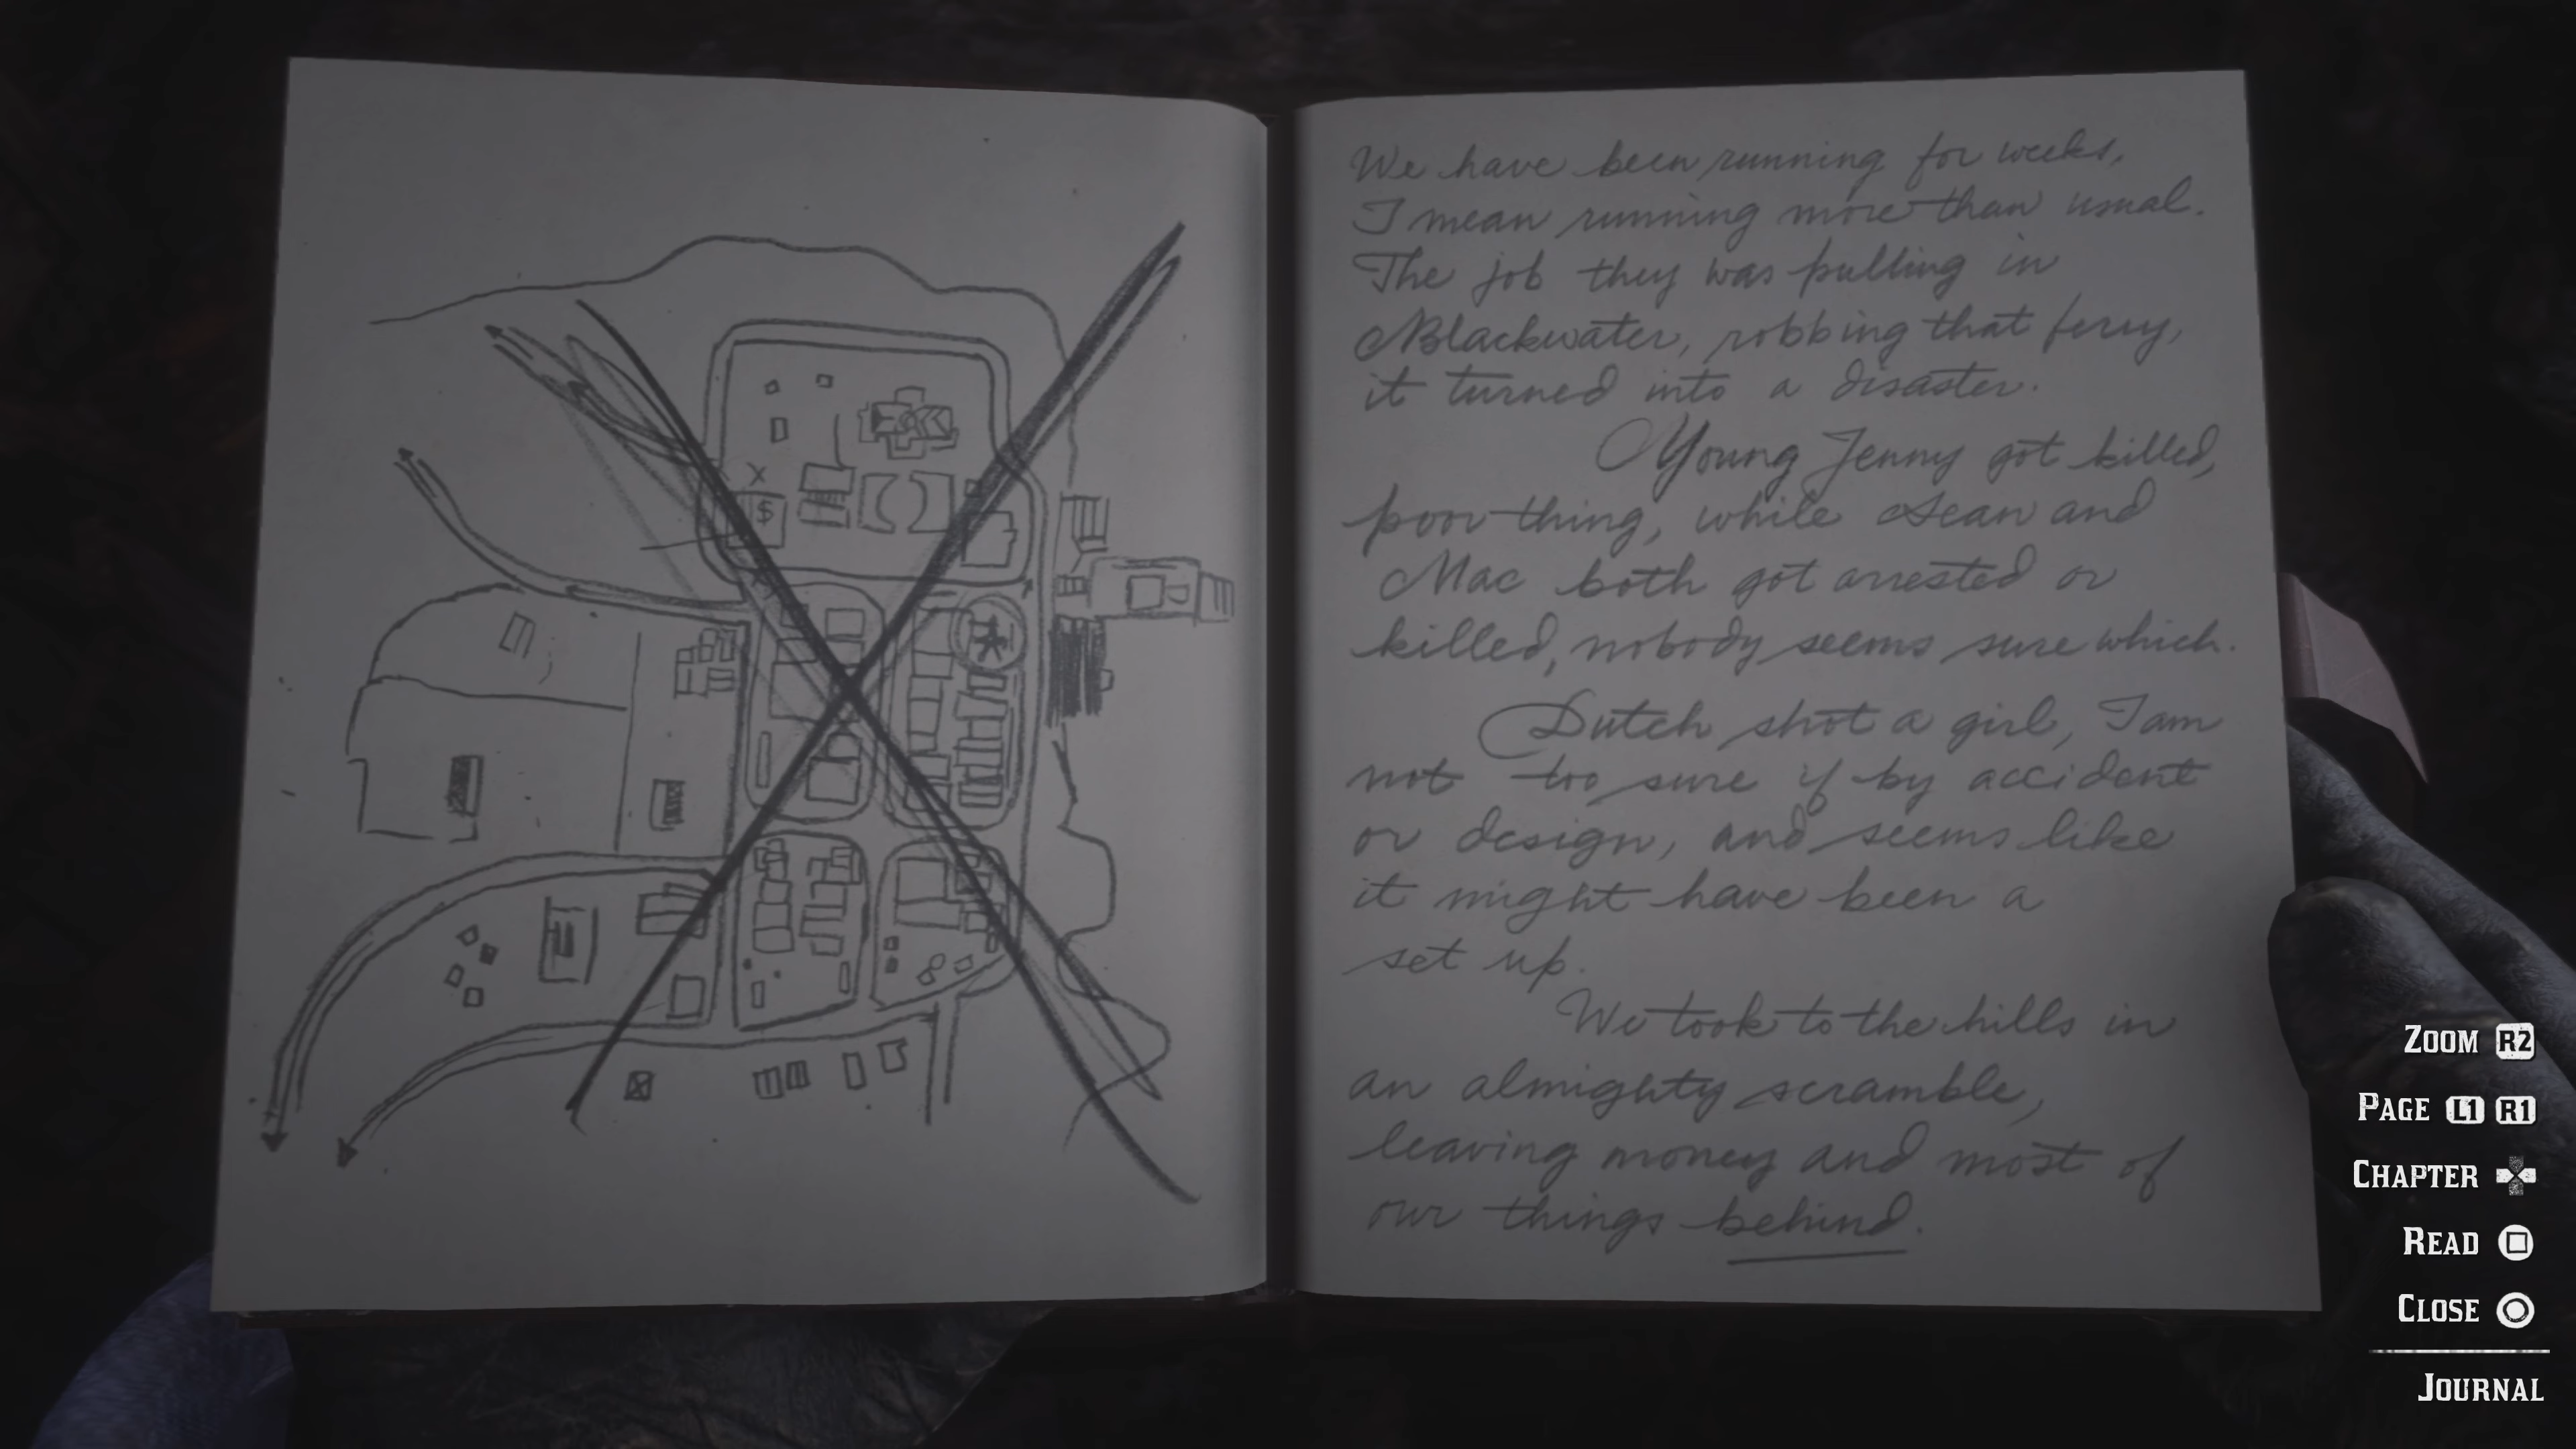 We have been running for weeks,
I mean running more than usual.
The job they was pulling in
Blackwater, robbing that ferry,
it turned into a disaster.
Young Jenny got killed,
poor thing, while Sean and
Mac both got arrested or
killed, nobody seems sure which.
Dutch shot a girl, I am
not too sure if by accident
or design, and seems like
it might have been a
set up.
We took to the hills in
an almighty scramble,
leaving money and most of
our things behind.
X
$
ZOOM R2
PAGE L1 R1
CHAPTER
READ
CLOSE
JOURNAL